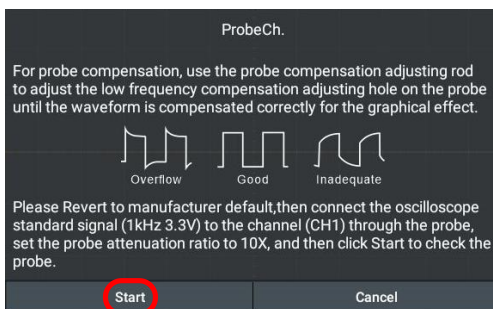 ProbeCh.
For probe compensation, use the probe compensation adjusting rod
to adjust the low frequency compensation adjusting hole on the probe
until the waveform is compensated correctly for the graphical effect.
Overflow Good Inadequate
Please Revert to manufacturer default,then connect the oscilloscope
standard signal (1kHz 3.3V) to the channel (CH1) through the probe,
set the probe attenuation ratio to 10X, and then click Start to check the
probe.
Start Cancel